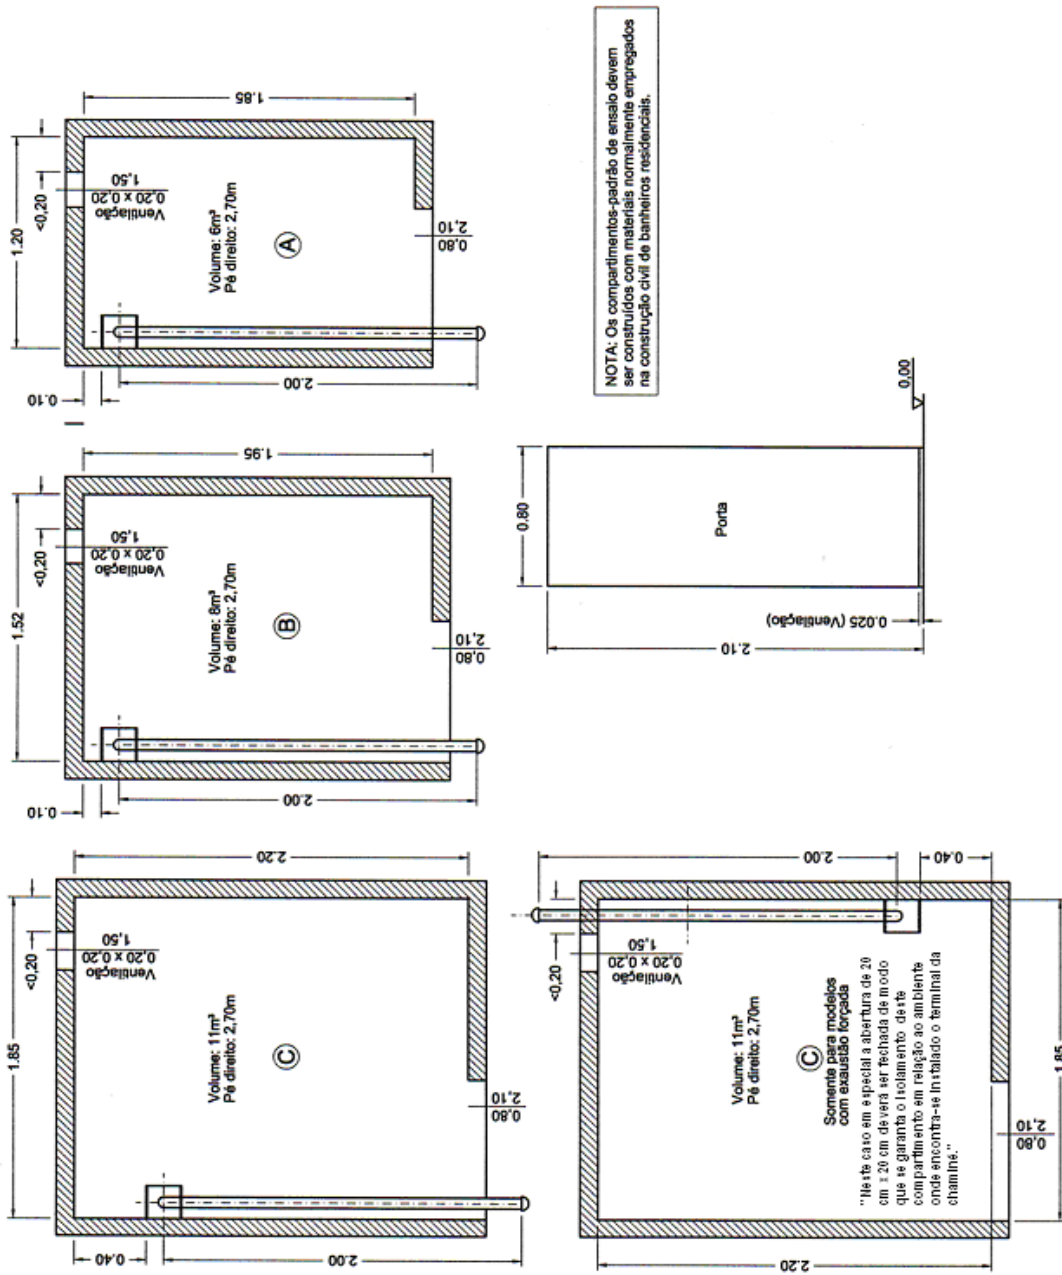 1.20
<0,20
Ventilação
0,20 x 0,20
1,50
1.85
Volume: 6m³
Pé direito: 2,70m
A
0.10
2.00
0,80
2,10
1.52
<0,20
Ventilação
0,20 x 0,20
1,50
1.95
Volume: 8m³
Pé direito: 2,70m
B
0.10
2.00
0,80
2,10
1.85
<0,20
Ventilação
0,20 x 0,20
1,50
2.20
Volume: 11m³
Pé direito: 2,70m
C
0.40
2.00
0,80
2,10
NOTA: Os compartimentos-padrão de ensaio devem
ser construídos com materiais normalmente empregados
na construção civil de banheiros residenciais.
0.80
Porta
2.10
0.025 (Ventilação)
0,00
2.00
0.40
<0,20
Ventilação
0,20 x 0,20
1,50
Volume: 11m³
Pé direito: 2,70m
C
Somente para modelos
com exaustão forçada
"Neste caso em especial a abertura de 20
cm x 20 cm deverá ser fechada de modo
que se garanta o isolamento deste
compartimento em relação ao ambiente
onde encontra-se instalado o terminal da
chaminé."
0,80
2,10
2.20
1.85